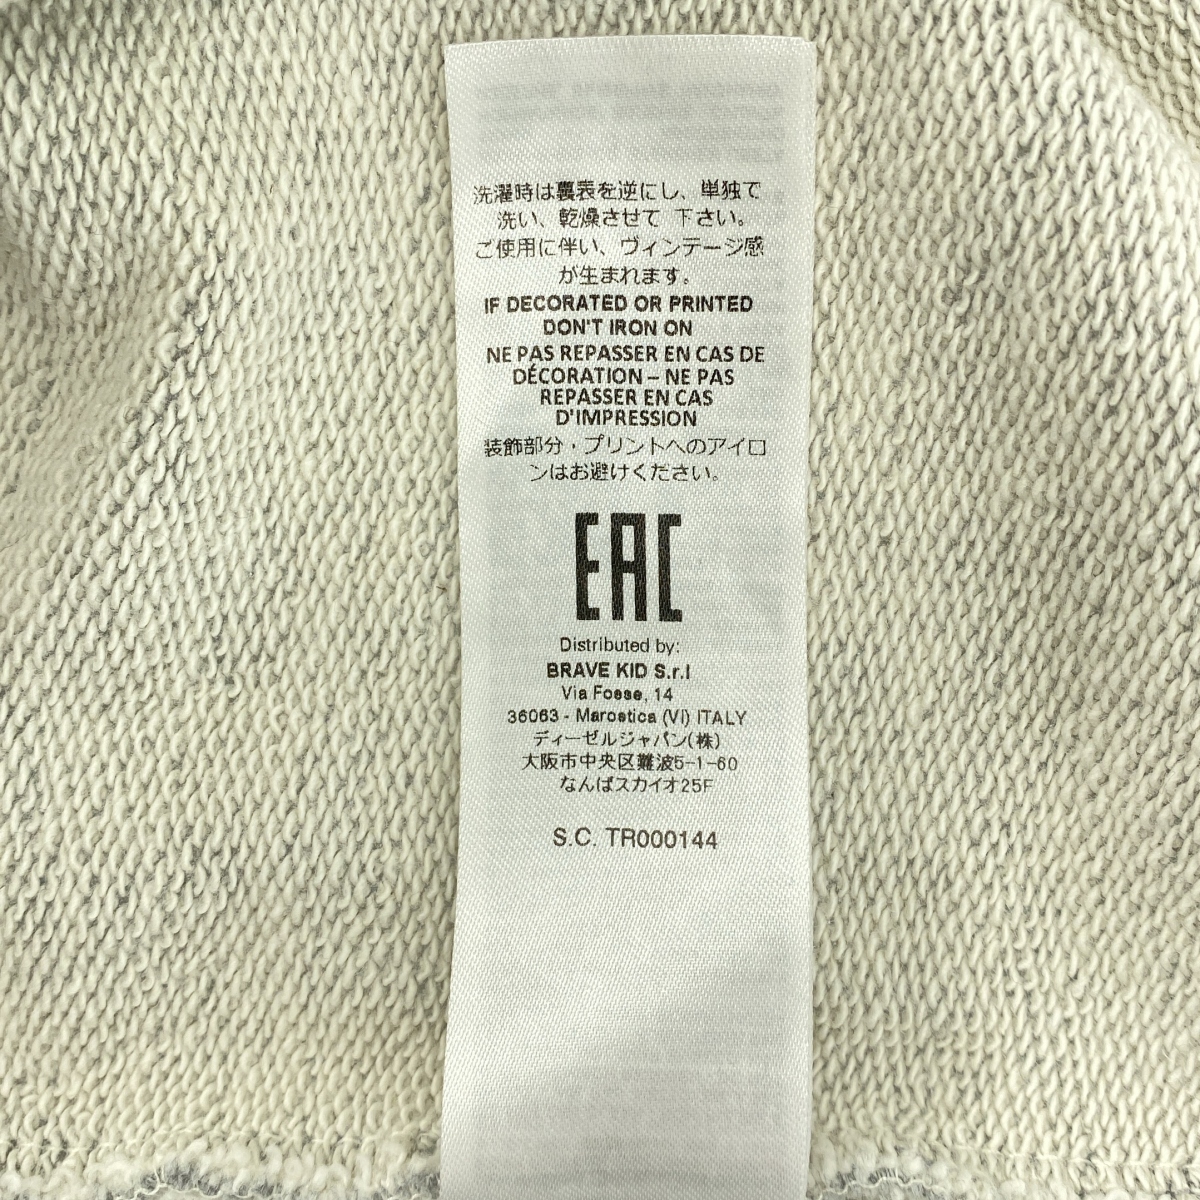 洗濯時は裏表を逆にし、単独で
洗い、乾燥させて 下さい。
ご使用に伴い、ヴィンテージ感
が生まれます。
IF DECORATED OR PRINTED
DON'T IRON ON
NE PAS REPASSER EN CAS DE
DÉCORATION – NE PAS
REPASSER EN CAS
D'IMPRESSION
装飾部分・プリントへのアイロ
ンはお避けください。
EAC
Distributed by:
BRAVE KID S.r.l
Via Fosse, 14
36063 - Marostica (VI) ITALY
ディーゼルジャパン(株)
大阪市中央区難波5-1-60
なんばスカイオ25F
S.C. TR000144